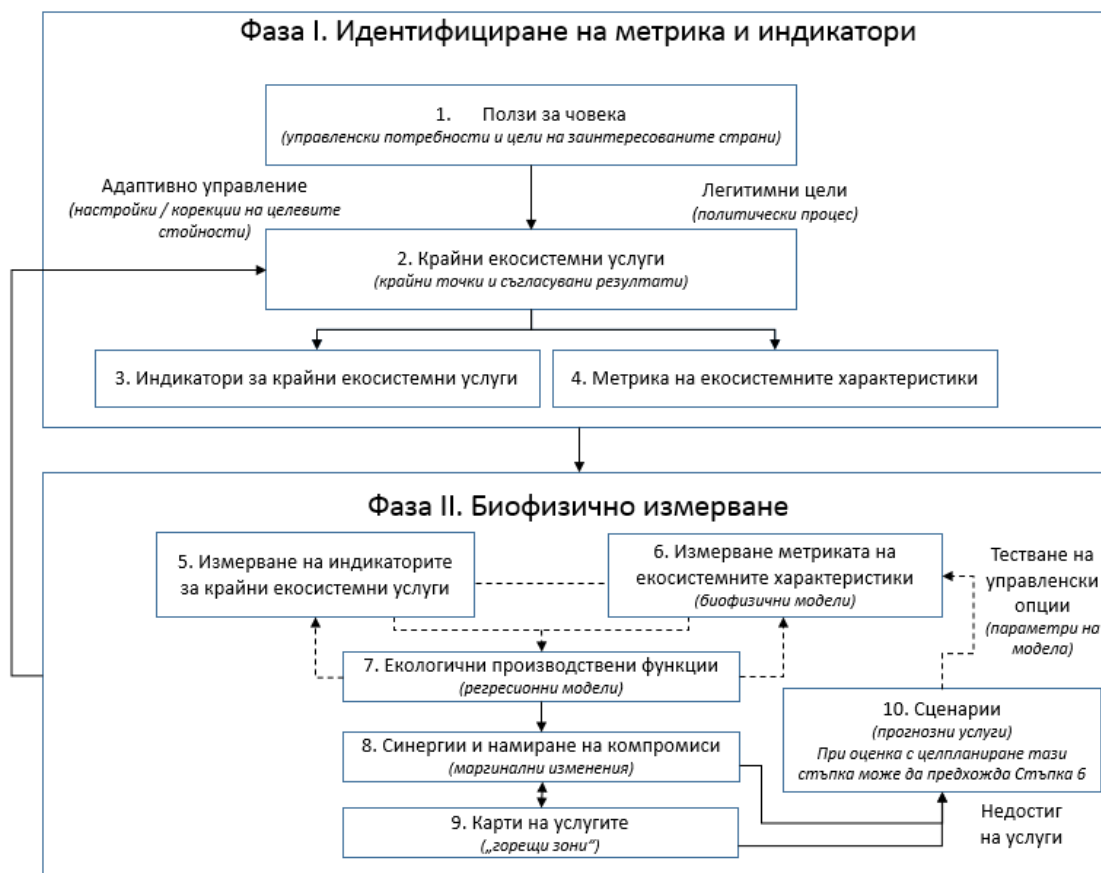 Фаза I. Идентифициране на метрика и индикатори
1. Ползи за човека
(управленски потребности и цели на заинтересованите страни)
Адаптивно управление
(настройки / корекции на целевите
стойности)
Легитимни цели
(политически процес)
2. Крайни екосистемни услуги
(крайни точки и съгласувани резултати)
3. Индикатори за крайни екосистемни услуги
4. Метрика на екосистемните характеристики
Фаза II. Биофизично измерване
5. Измерване на индикаторите
за крайни екосистемни услуги
6. Измерване метриката на
екосистемните характеристики
(биофизични модели)
Тестване на
управленски
опции
(параметри на
модела)
7. Екологични производствени функции
(регресионни модели)
8. Синергии и намиране на компромиси
(маргинални изменения)
9. Карти на услугите
(„горещи зони“)
10. Сценарии
(прогнозни услуги)
При оценка с целпланиране тази
стъпка може да предхожда Стъпка 6
Недостиг
на услуги